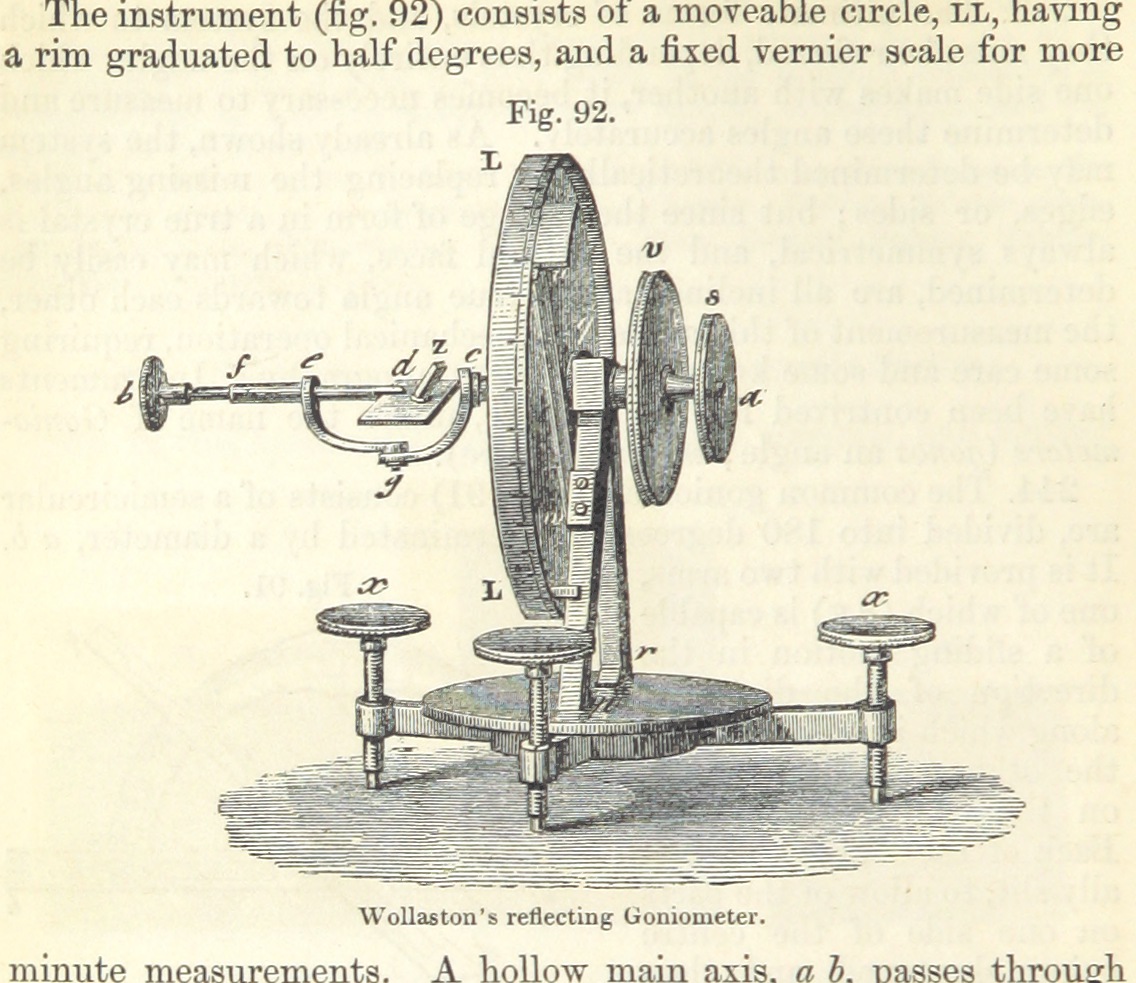 The instrument (fig. 92) consists of a moveable circle, LL, having
a rim graduated to half degrees, and a fixed vernier scale for more
Fig. 92.
L
v
s
z
b f e d c a
g
L
x x
r
Wollaston's reflecting Goniometer.
minute measurements. A hollow main axis, a b, passes through